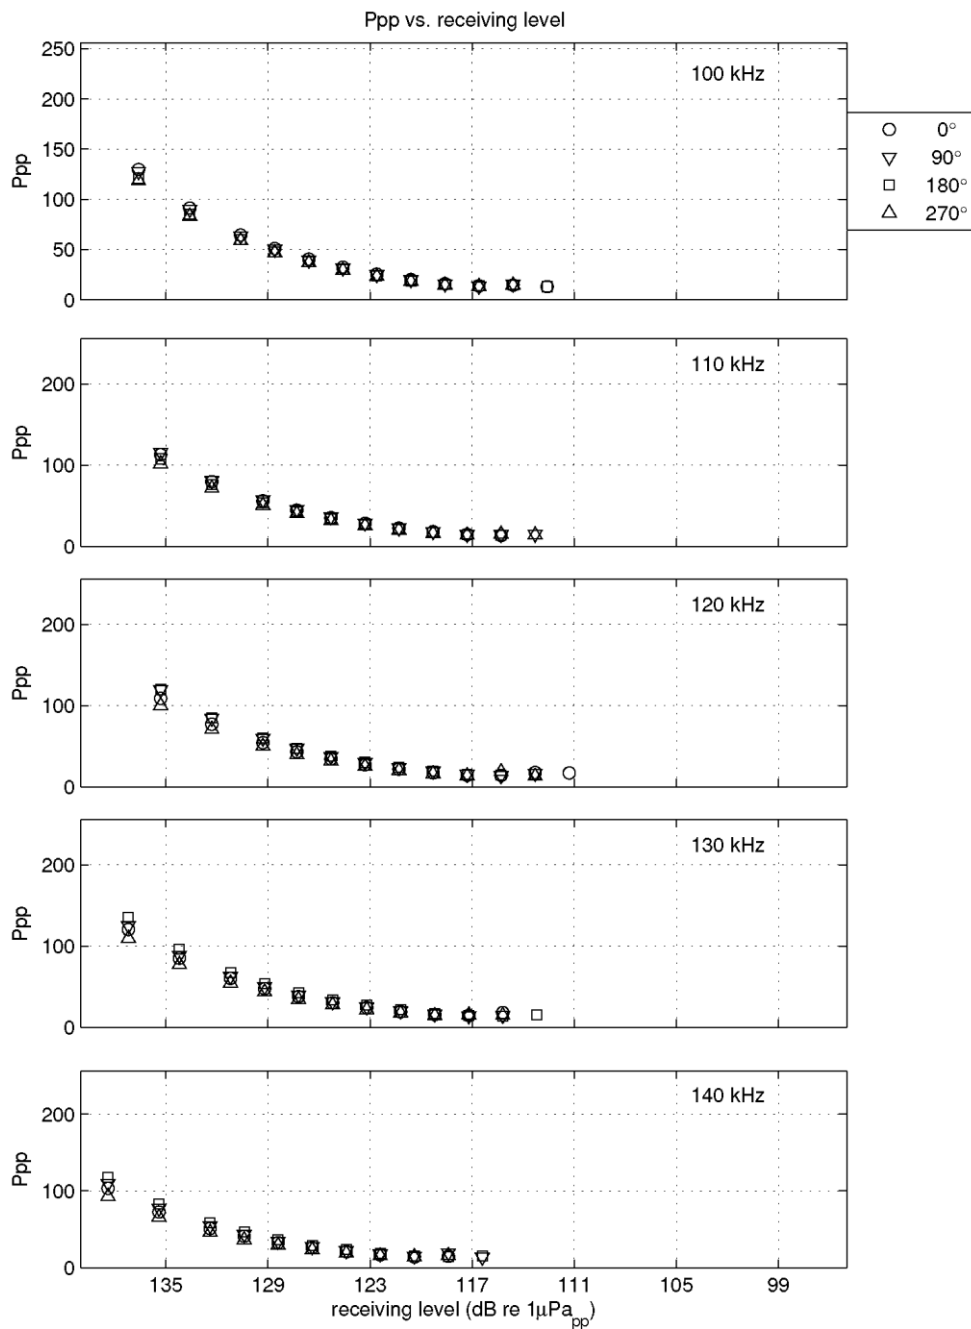 Ppp vs. receiving level
250
200
150
100
50
0
Ppp
100 kHz
0°
90°
180°
270°
200
100
0
Ppp
110 kHz
200
100
0
Ppp
120 kHz
200
100
0
Ppp
130 kHz
200
100
0
Ppp
140 kHz
135 129 123 117 111 105 99
receiving level (dB re 1μPapp)